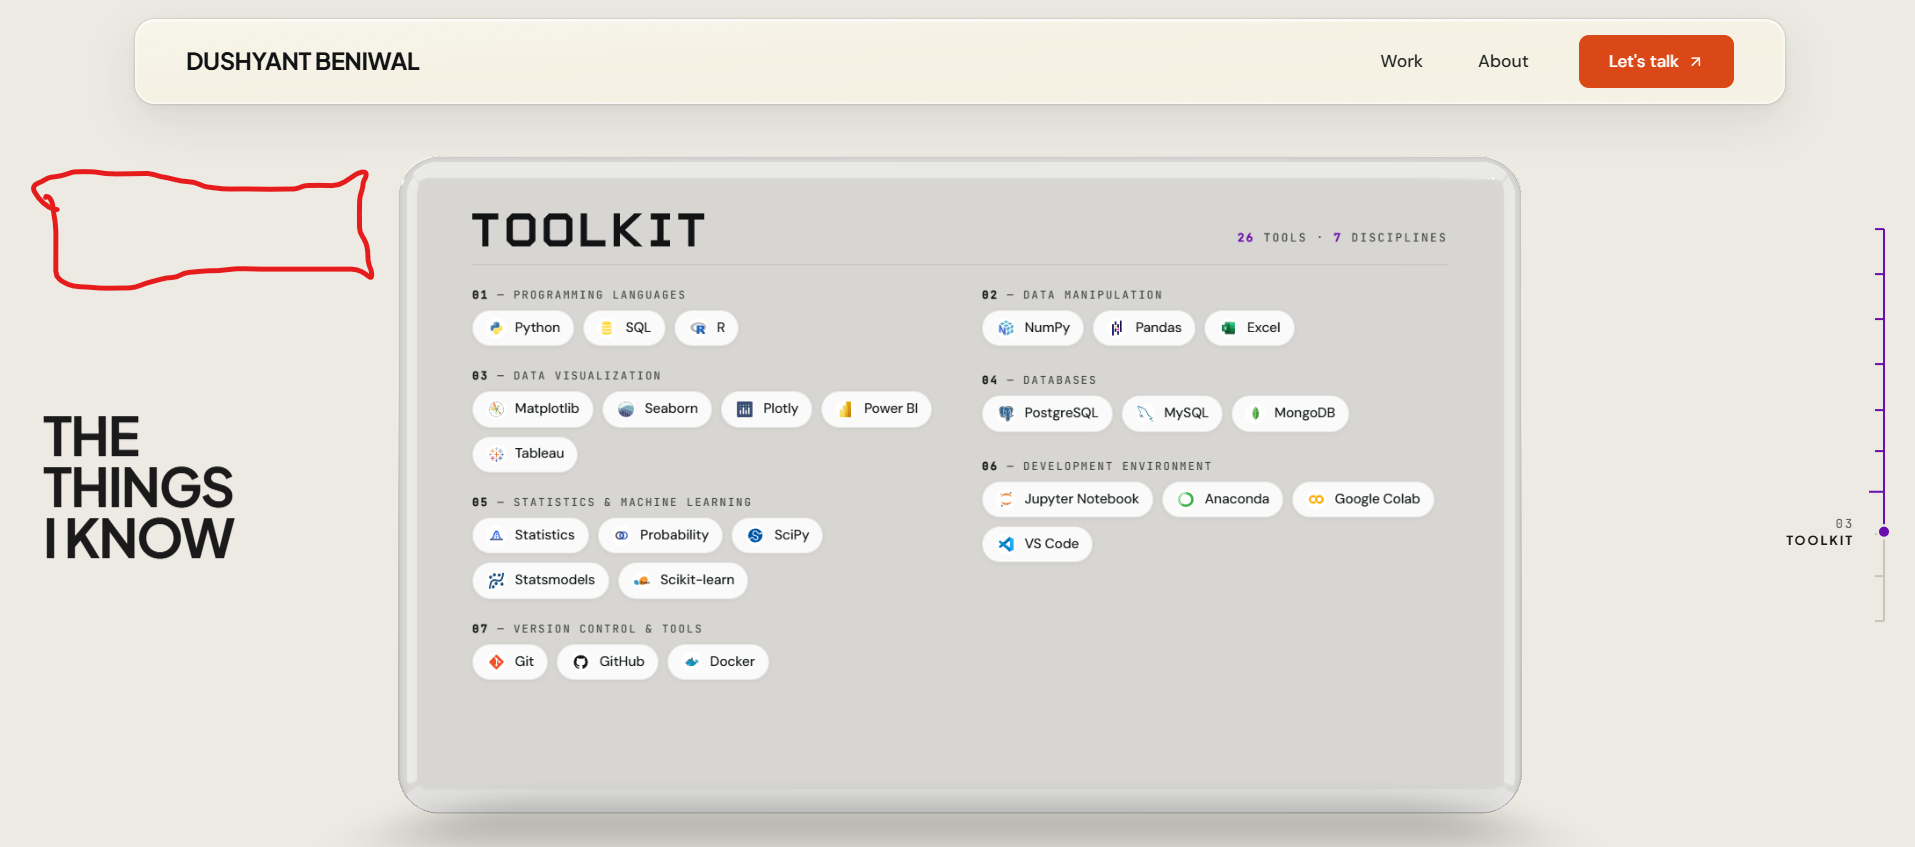 DUSHYANT BENIWAL
Work
About
Let's talk
THE
THINGS
I KNOW
TOOLKIT
26 TOOLS · 7 DISCIPLINES
01 — PROGRAMMING LANGUAGES
Python
SQL
R
02 — DATA MANIPULATION
NumPy
Pandas
Excel
03 — DATA VISUALIZATION
Matplotlib
Seaborn
Plotly
Power BI
Tableau
04 — DATABASES
PostgreSQL
MySQL
MongoDB
05 — STATISTICS & MACHINE LEARNING
Statistics
Probability
SciPy
Statsmodels
Scikit-learn
06 — DEVELOPMENT ENVIRONMENT
Jupyter Notebook
Anaconda
Google Colab
VS Code
07 — VERSION CONTROL & TOOLS
Git
GitHub
Docker
03
TOOLKIT